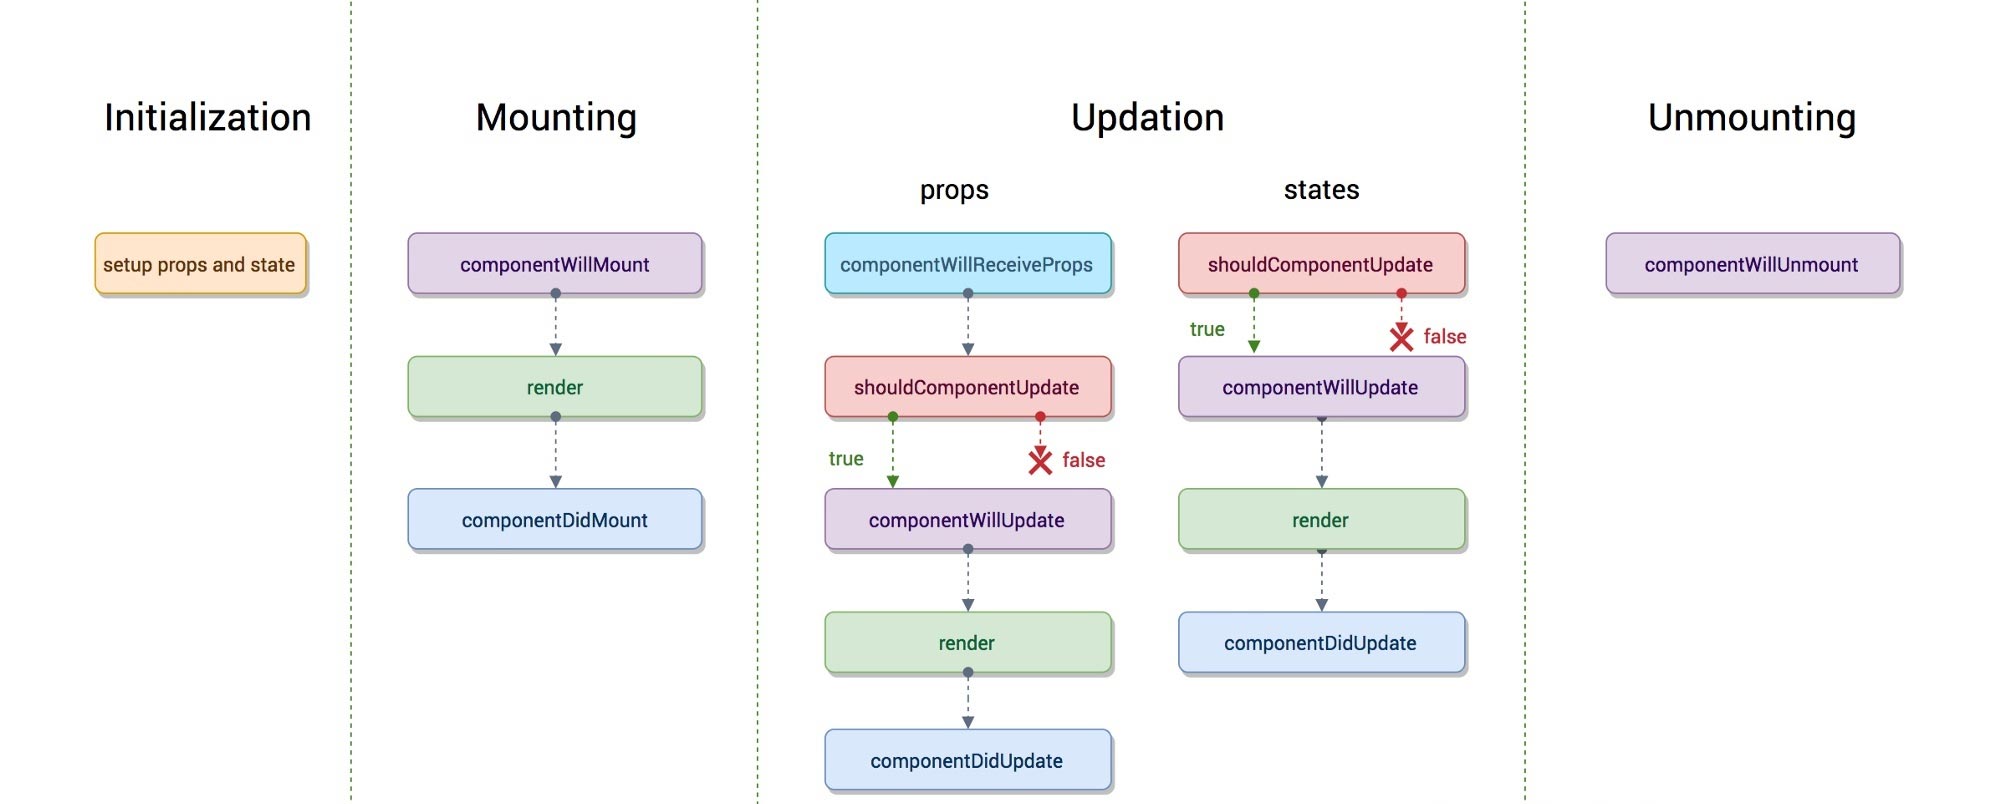 Initialization
setup props and state
Mounting
componentWillMount
render
componentDidMount
Updation
props
componentWillReceiveProps
shouldComponentUpdate
true
false
componentWillUpdate
render
componentDidUpdate
states
shouldComponentUpdate
true
false
componentWillUpdate
render
componentDidUpdate
Unmounting
componentWillUnmount